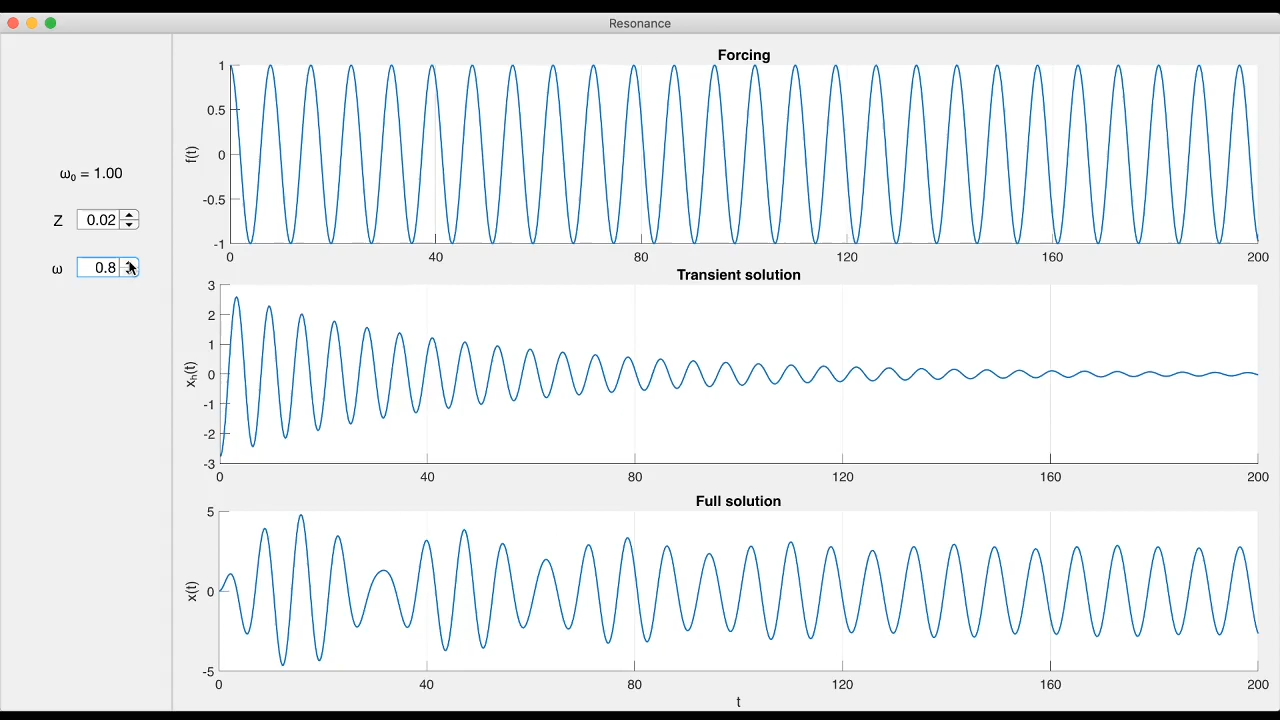 Resonance
ω₀ = 1.00
Z 0.02
ω 0.8
Forcing
f(t)
1
0.5
0
-0.5
-1
0 40 80 120 160 200
Transient solution
xₕ(t)
3
2
1
0
-1
-2
-3
0 40 80 120 160 200
Full solution
x(t)
5
0
-5
0 40 80 120 160 200
t